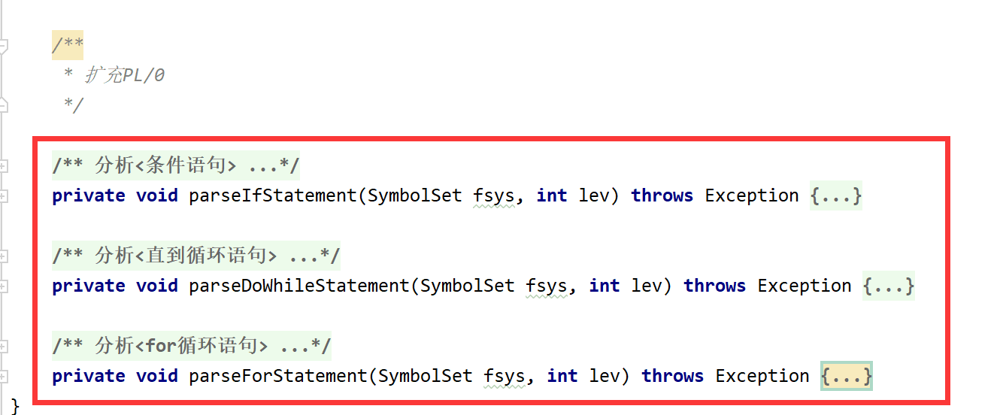 /**
* 扩充PL/0
*/
/** 分析<条件语句> ...*/
private void parseIfStatement(SymbolSet fsys, int lev) throws Exception {...}
/** 分析<直到循环语句> ...*/
private void parseDoWhileStatement(SymbolSet fsys, int lev) throws Exception {...}
/** 分析<for循环语句> ...*/
private void parseForStatement(SymbolSet fsys, int lev) throws Exception {...}
}